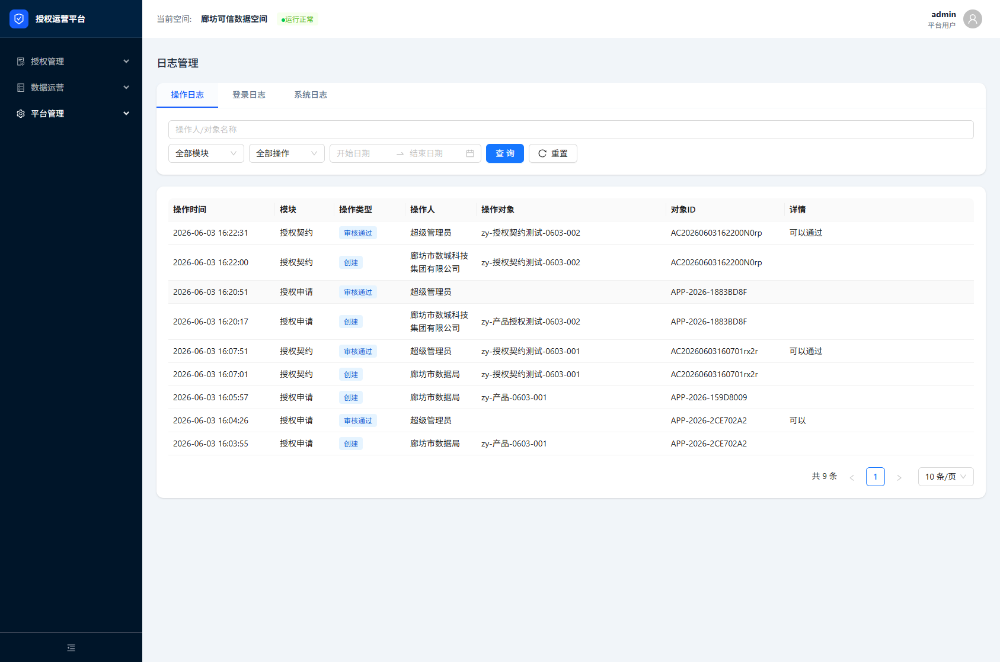 授权运营平台
当前空间: 廊坊可信数据空间 运行正常
admin
平台用户
授权管理
数据运营
平台管理
日志管理
操作日志 登录日志 系统日志
操作人/对象名称
全部模块 全部操作 开始日期 → 结束日期 查 询 重置
操作时间 模块 操作类型 操作人 操作对象 对象ID 详情
2026-06-03 16:22:31 授权契约 审核通过 超级管理员 zy-授权契约测试-0603-002 AC20260603162200N0rp 可以通过
2026-06-03 16:22:00 授权契约 创建 廊坊市数城科技 zy-授权契约测试-0603-002 AC20260603162200N0rp
集团有限公司
2026-06-03 16:20:51 授权申请 审核通过 超级管理员 APP-2026-1883BD8F
2026-06-03 16:20:17 授权申请 创建 廊坊市数城科技 zy-产品授权测试-0603-002 APP-2026-1883BD8F
集团有限公司
2026-06-03 16:07:51 授权契约 审核通过 超级管理员 zy-授权契约测试-0603-001 AC20260603160701rx2r 可以通过
2026-06-03 16:07:01 授权契约 创建 廊坊市数据局 zy-授权契约测试-0603-001 AC20260603160701rx2r
2026-06-03 16:05:57 授权申请 创建 廊坊市数据局 zy-产品-0603-001 APP-2026-159D8009
2026-06-03 16:04:26 授权申请 审核通过 超级管理员 APP-2026-2CE702A2 可以
2026-06-03 16:03:55 授权申请 创建 廊坊市数据局 zy-产品-0603-001 APP-2026-2CE702A2
共 9 条 < 1 > 10 条/页